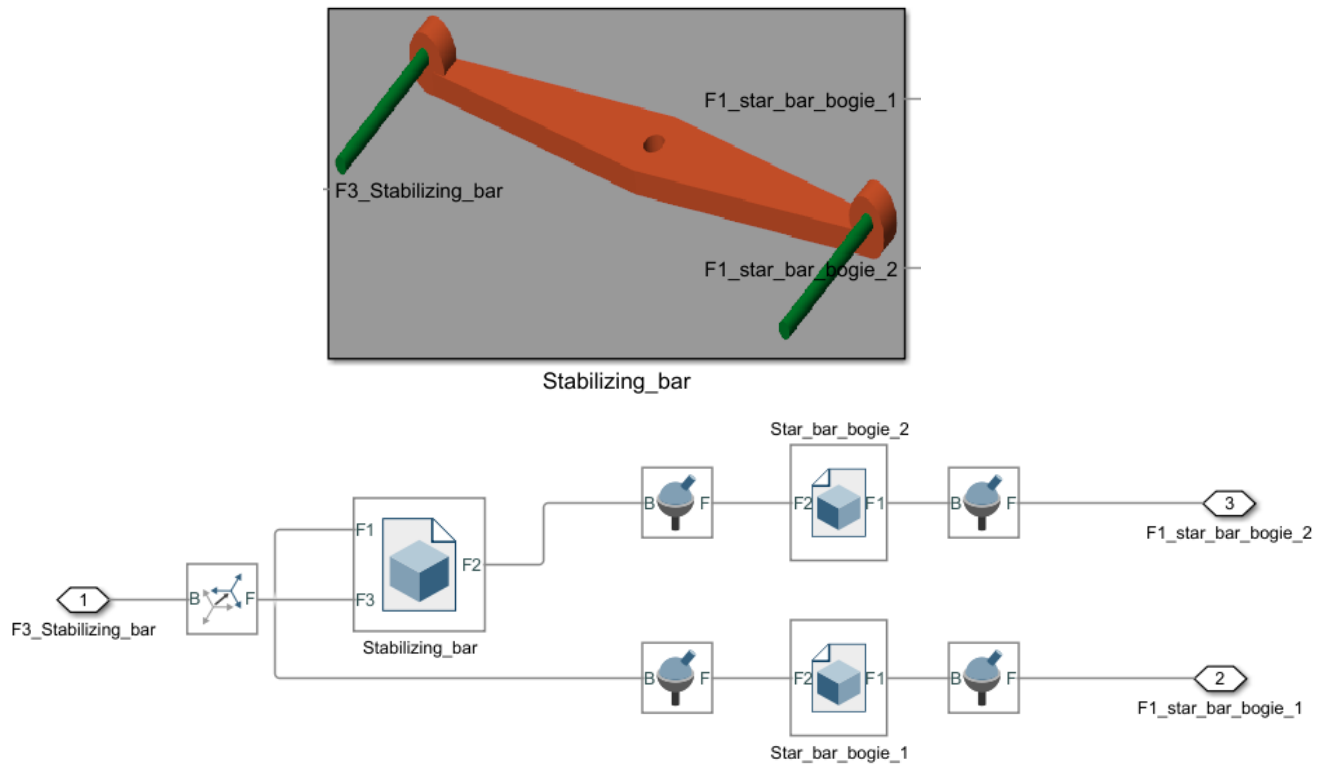 F1_star_bar_bogie_1
F3_Stabilizing_bar
F1_star_bar_bogie_2
Stabilizing_bar
Star_bar_bogie_2
B F
F2 F1
B F
3
F1_star_bar_bogie_2
F1
F2
F3
Stabilizing_bar
1
F3_Stabilizing_bar
B F
B F
F2 F1
B F
2
F1_star_bar_bogie_1
Star_bar_bogie_1